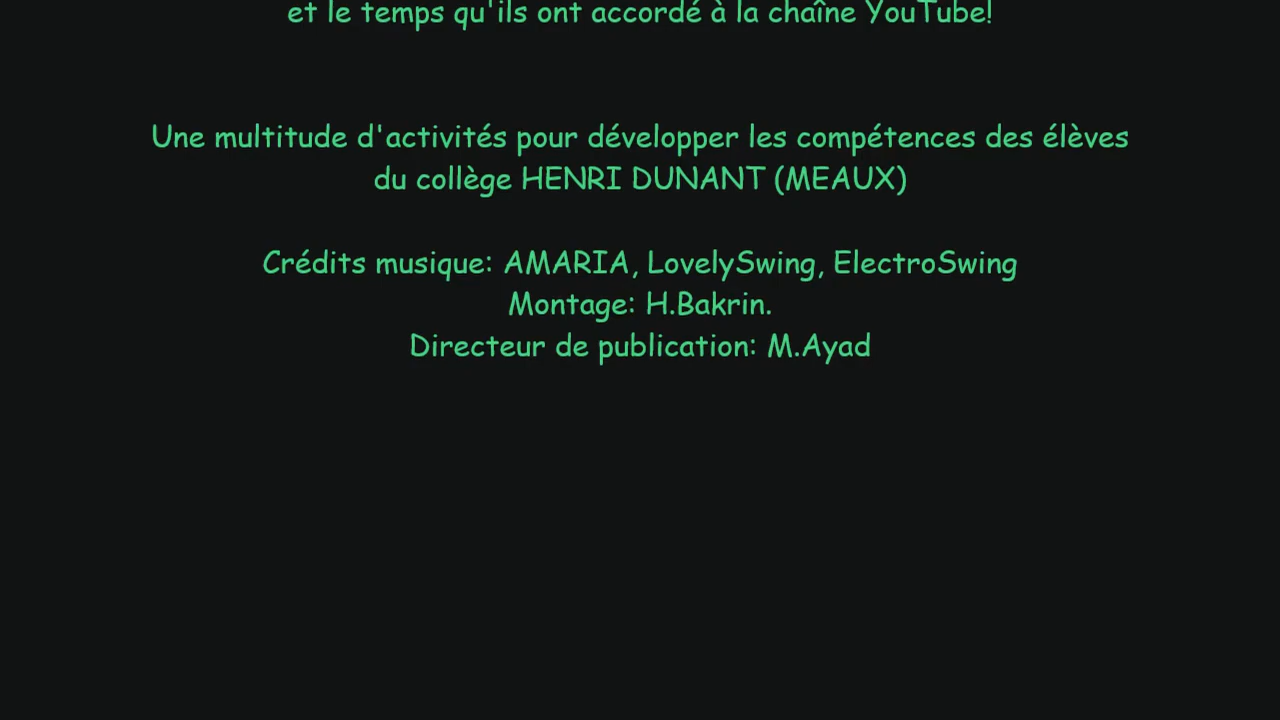 et le temps qu'ils ont accordé à la chaîne YouTube!
Une multitude d'activités pour développer les compétences des élèves
du collège HENRI DUNANT (MEAUX)
Crédits musique: AMARIA, LovelySwing, ElectroSwing
Montage: H.Bakrin.
Directeur de publication: M.Ayad